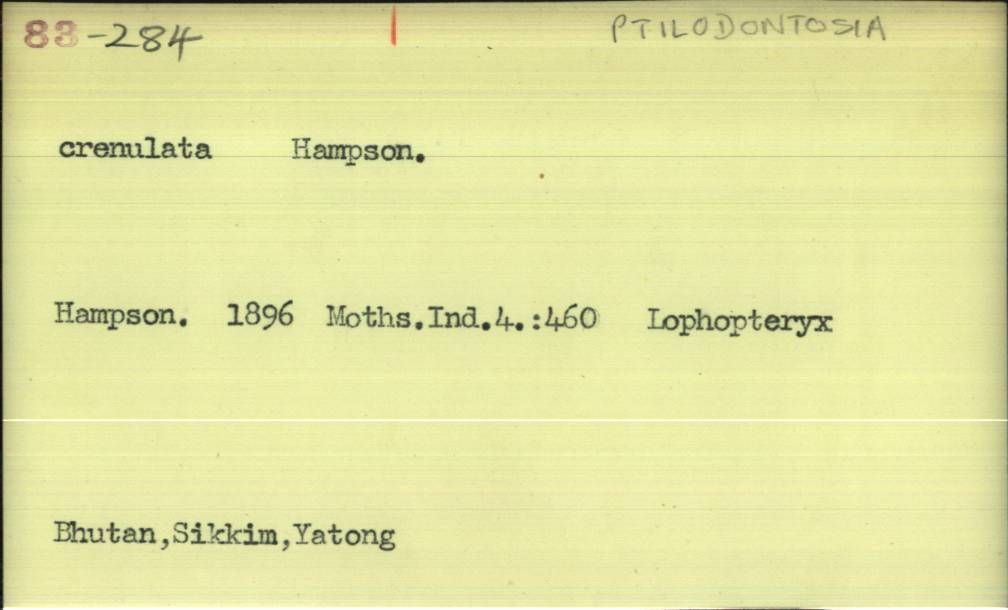 83-284 PTILODONTOSIA
crenulata Hampson.
Hampson. 1896 Moths.Ind.4.:460 Lophopteryx
Bhutan,Sikkim,Yatong